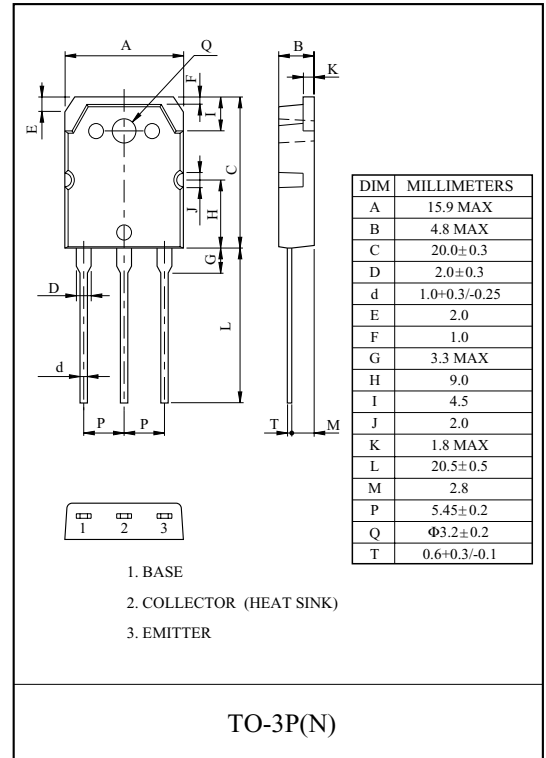 A
Q
B
F
K
E
I
C
J
H
G
D
L
d
P P
T M
DIM MILLIMETERS
A 15.9 MAX
B 4.8 MAX
C 20.0±0.3
D 2.0±0.3
d 1.0+0.3/-0.25
E 2.0
F 1.0
G 3.3 MAX
H 9.0
I 4.5
J 2.0
K 1.8 MAX
L 20.5±0.5
M 2.8
P 5.45±0.2
Q Φ3.2±0.2
T 0.6+0.3/-0.1
1 2 3
1. BASE
2. COLLECTOR (HEAT SINK)
3. EMITTER
TO-3P(N)